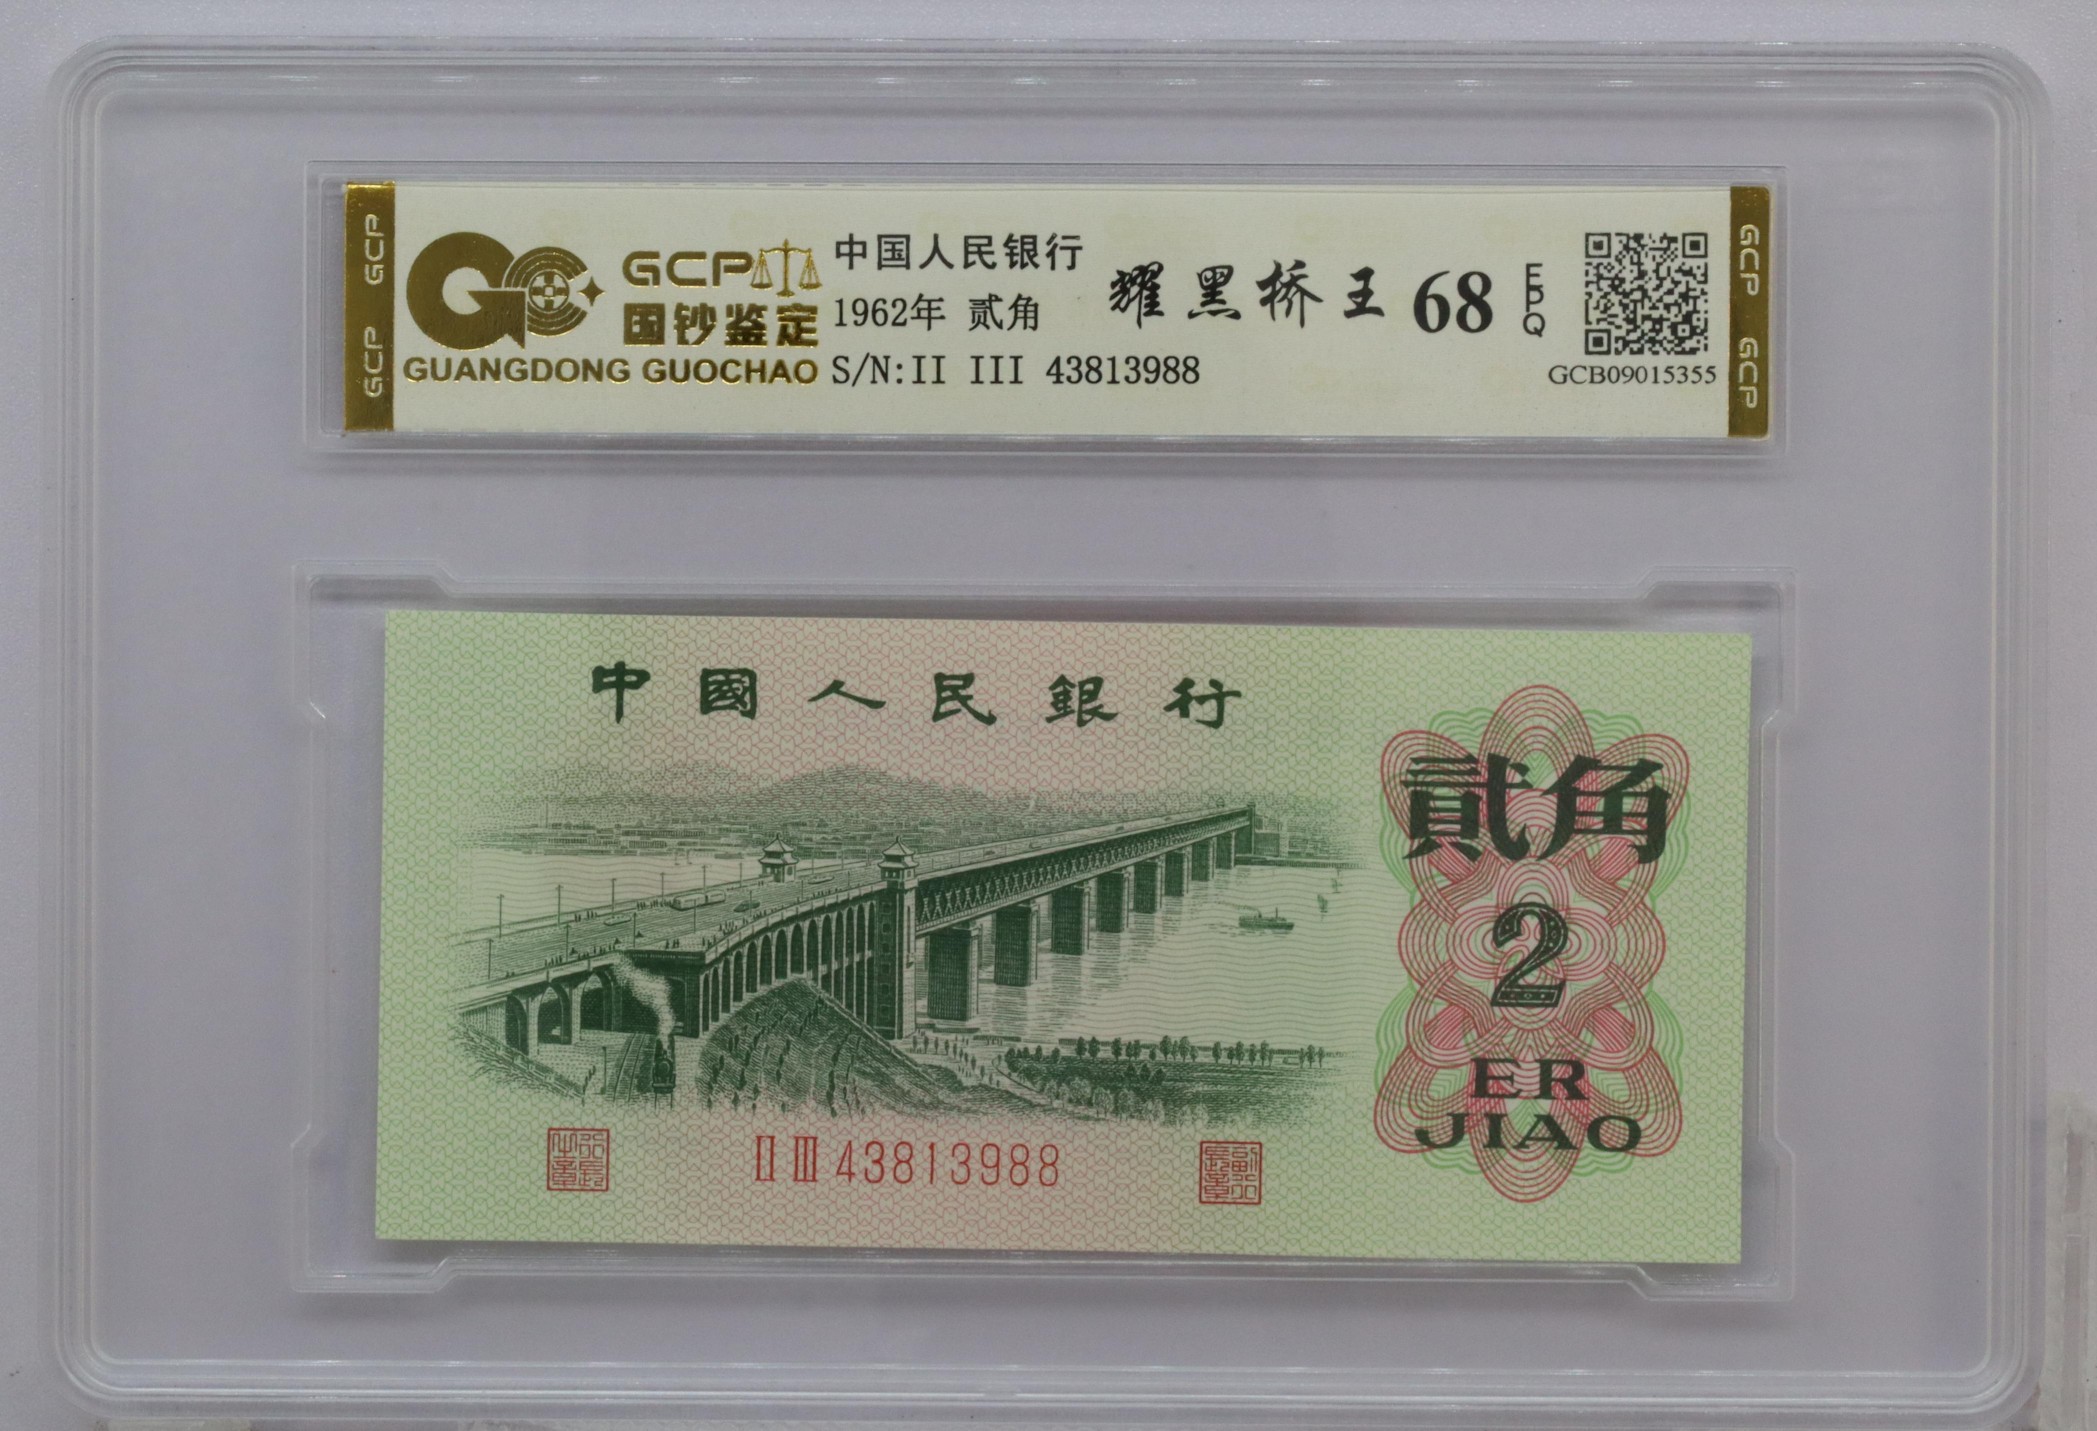 GCP GCP
GCP
国钞鉴定
GUANGDONG GUOCHAO
中国人民银行
1962年 贰角
S/N:II III 43813988
耀黑桥王 68 EPQ
GCB09015355
GCP GCP
中國人民銀行
貳角
2
ER
JIAO
II III 43813988